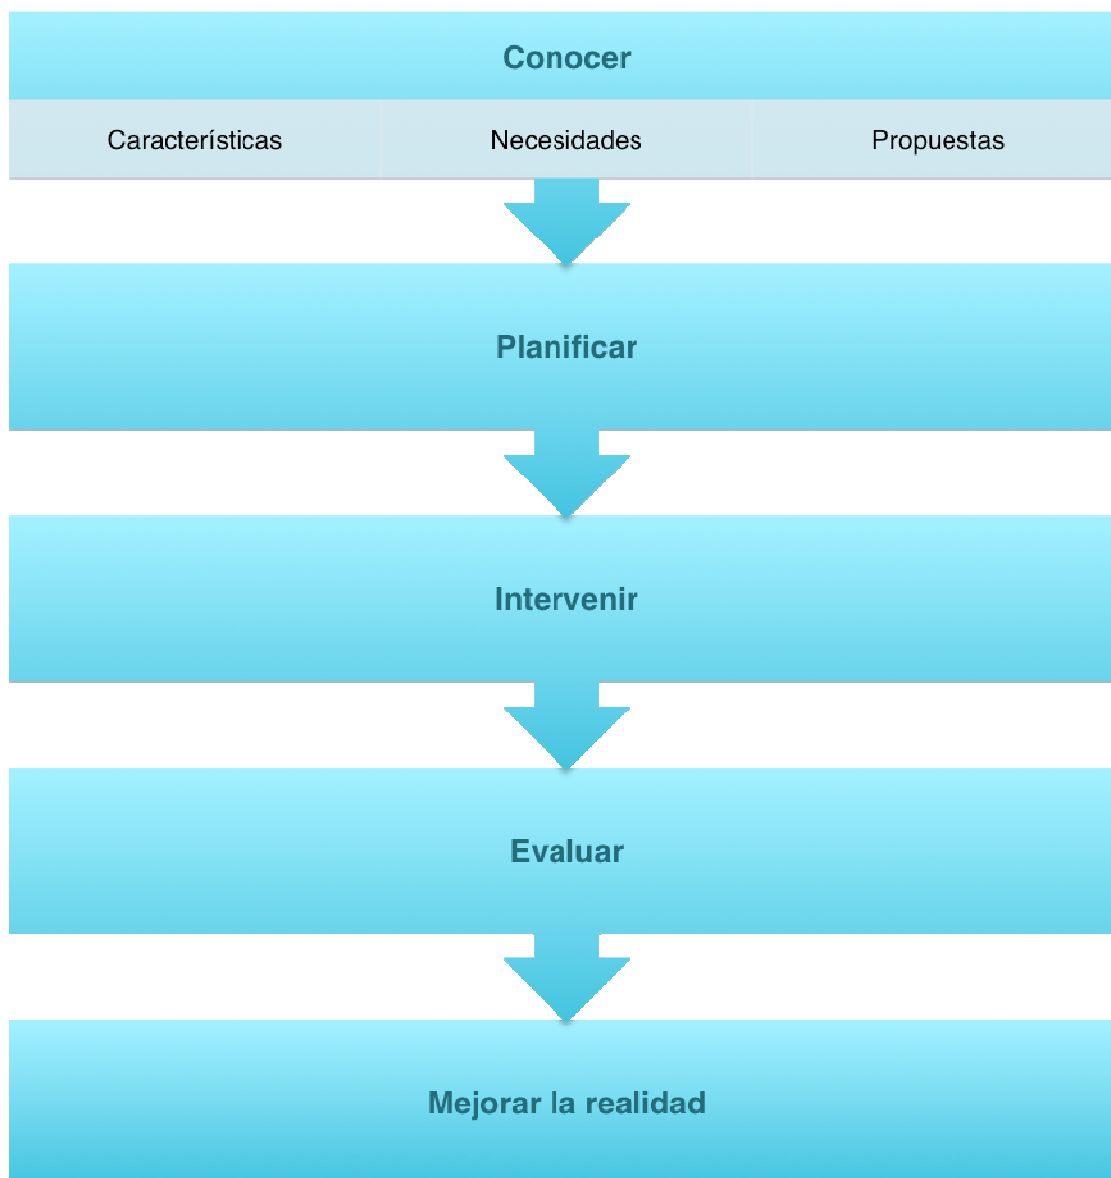 Conocer
Características
Necesidades
Propuestas
Planificar
Intervenir
Evaluar
Mejorar la realidad